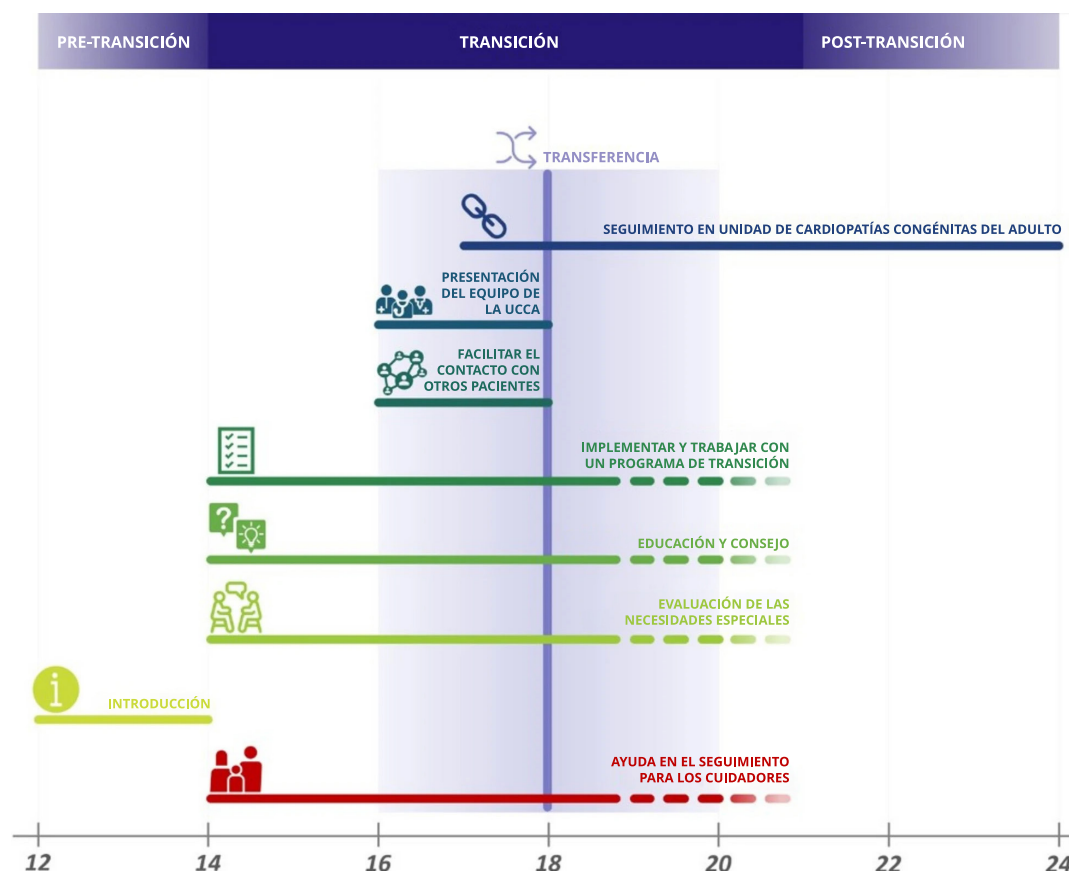 PRE-TRANSICIÓN
TRANSICIÓN
POST-TRANSICIÓN
TRANSFERENCIA
SEGUIMIENTO EN UNIDAD DE CARDIOPATÍAS CONGÉNITAS DEL ADULTO
PRESENTACIÓN
DEL EQUIPO DE
LA UCCA
FACILITAR EL
CONTACTO CON
OTROS PACIENTES
IMPLEMENTAR Y TRABAJAR CON
UN PROGRAMA DE TRANSICIÓN
?
EDUCACIÓN Y CONSEJO
EVALUACIÓN DE LAS
NECESIDADES ESPECIALES
i
INTRODUCCIÓN
AYUDA EN EL SEGUIMIENTO
PARA LOS CUIDADORES
12
14
16
18
20
22
24